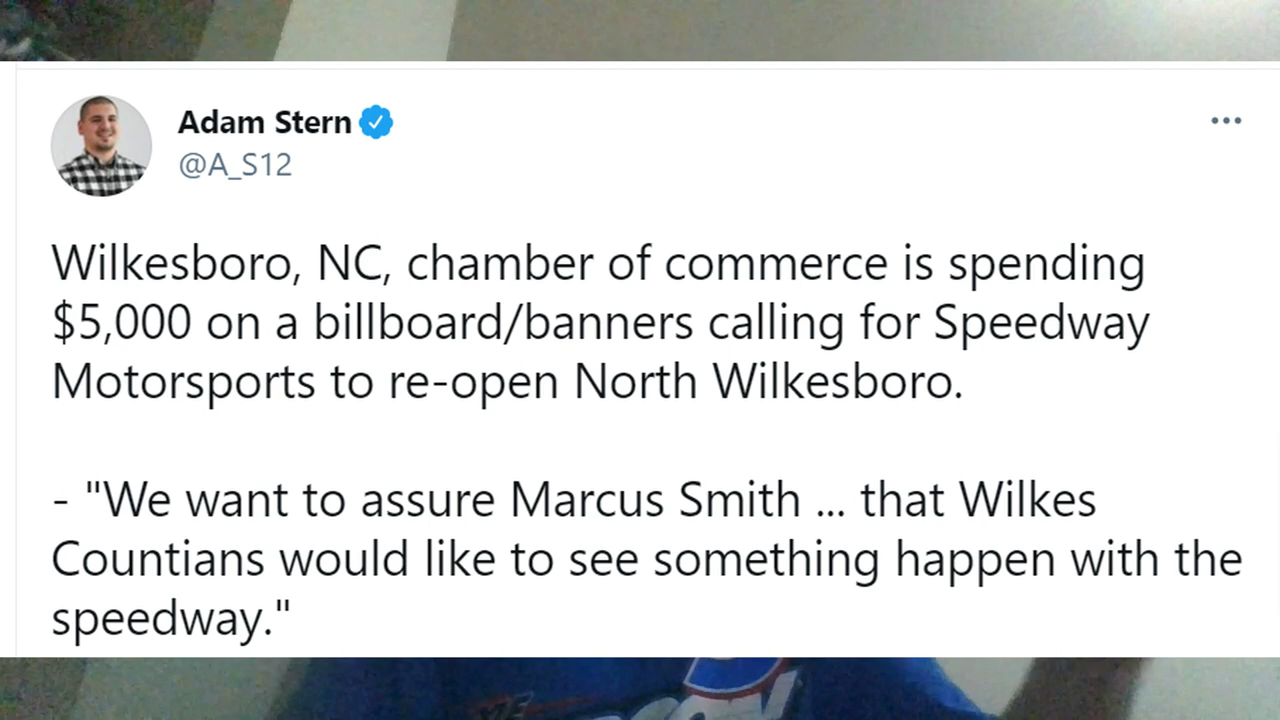 Adam Stern
@A_S12
Wilkesboro, NC, chamber of commerce is spending
$5,000 on a billboard/banners calling for Speedway
Motorsports to re-open North Wilkesboro.
- "We want to assure Marcus Smith ... that Wilkes
Countians would like to see something happen with the
speedway."